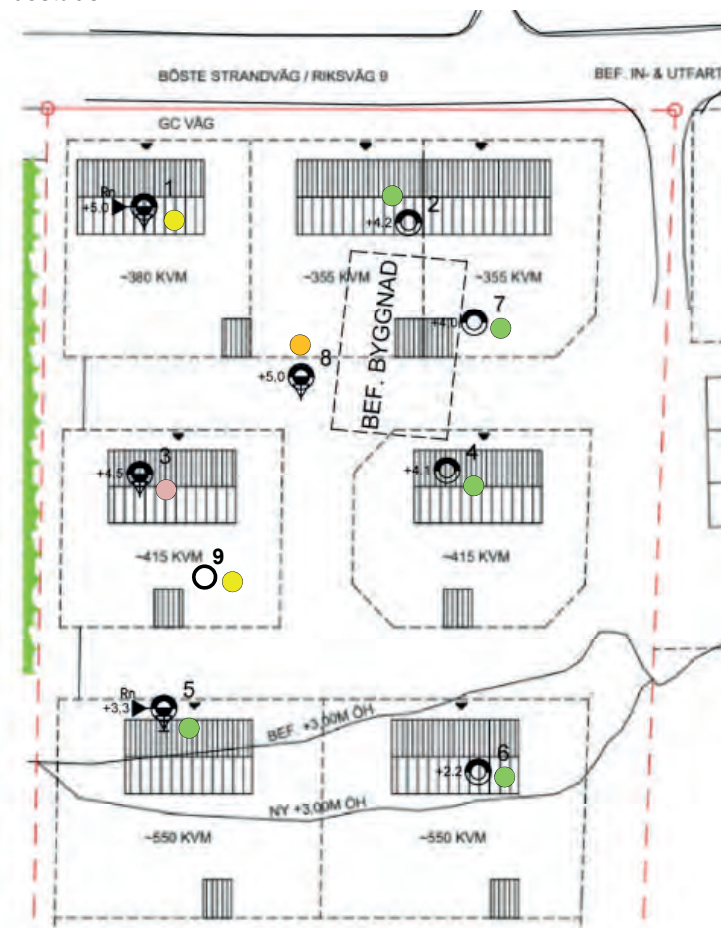 BÖSTE STRANDVÄG / RIKSVÄG 9
BEF. IN- & UTFART
GC VÄG
Rn
1
+5,0
2
+4.2
~380 KVM
~355 KVM
~355 KVM
BEF. BYGGNAD
7
+4.0
8
+5,0
3
+4.5
4
+4.1
~415 KVM
9
~415 KVM
Rn
5
+3,3
BEF. +3,00M ÖH
6
+2.2
NY +3,00M ÖH
~550 KVM
~550 KVM